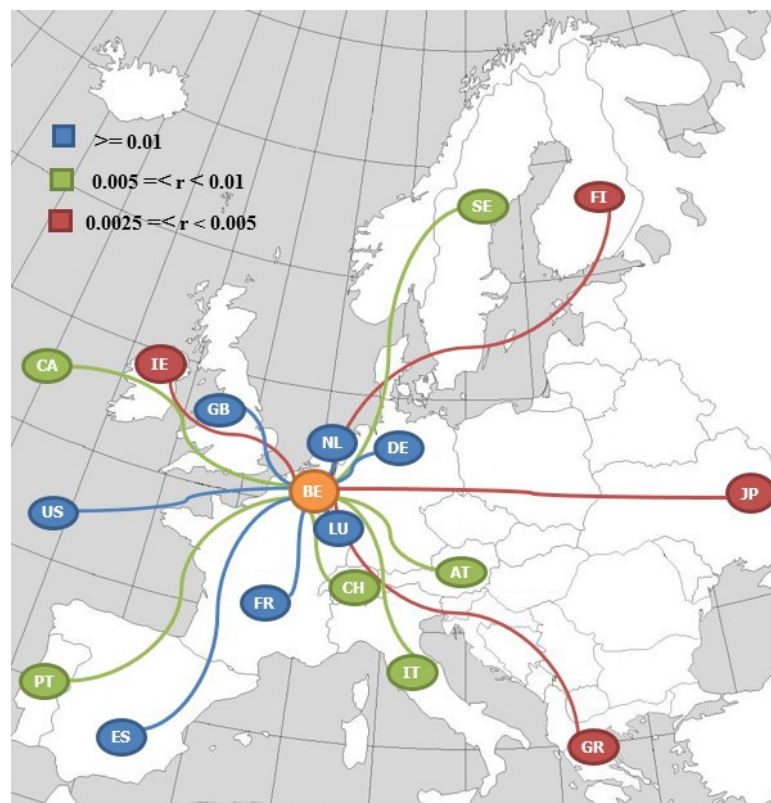 >= 0.01
0.005 =< r < 0.01
0.0025 =< r < 0.005
SE
FI
CA
IE
GB
NL
DE
US
BE
JP
LU
FR
CH
AT
PT
IT
ES
GR